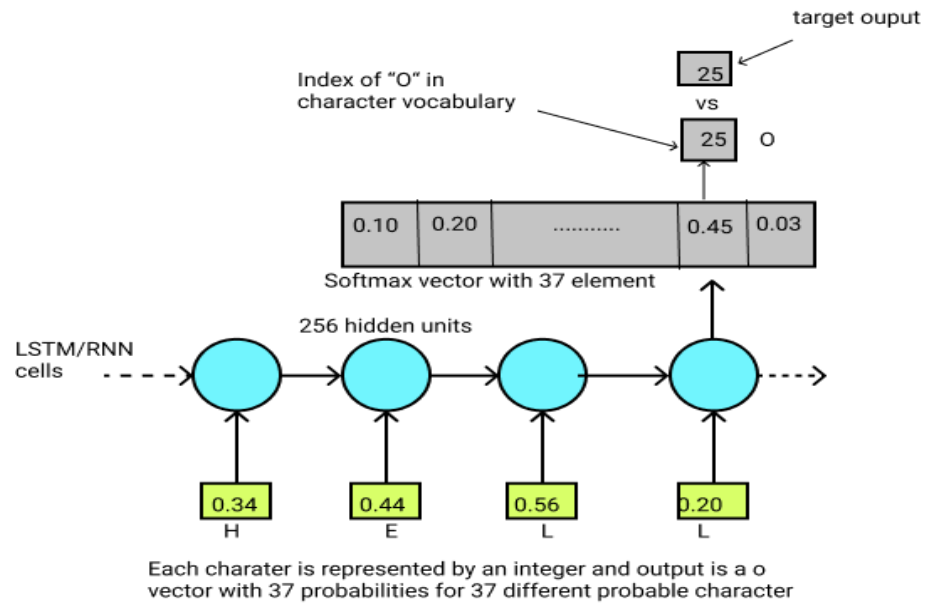 target ouput
25
Index of “O“ in
character vocabulary
vs
25 O
0.10 0.20 ........... 0.45 0.03
Softmax vector with 37 element
256 hidden units
LSTM/RNN
cells
0.34 0.44 0.56 0.20
H E L L
Each charater is represented by an integer and output is a o
vector with 37 probabilities for 37 different probable character